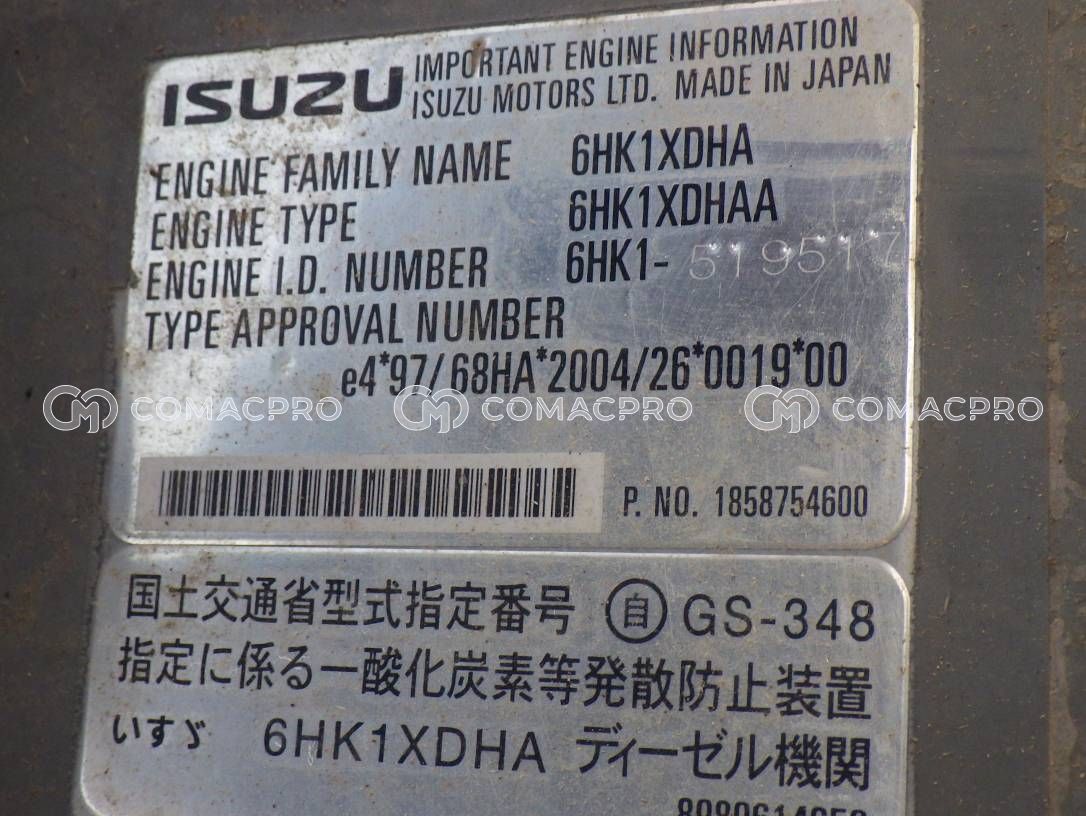 ISUZU IMPORTANT ENGINE INFORMATION
ISUZU MOTORS LTD. MADE IN JAPAN
ENGINE FAMILY NAME 6HK1XDHA
ENGINE TYPE 6HK1XDHAA
ENGINE I.D. NUMBER 6HK1- 519517
TYPE APPROVAL NUMBER
e4*97/68HA*2004/26*0019*00
COMACPRO COMACPRO COMACPRO
P. NO. 1858754600
国土交通省型式指定番号 自 GS-348
指定に係る一酸化炭素等発散防止装置
いすゞ 6HK1XDHA ディーゼル機関